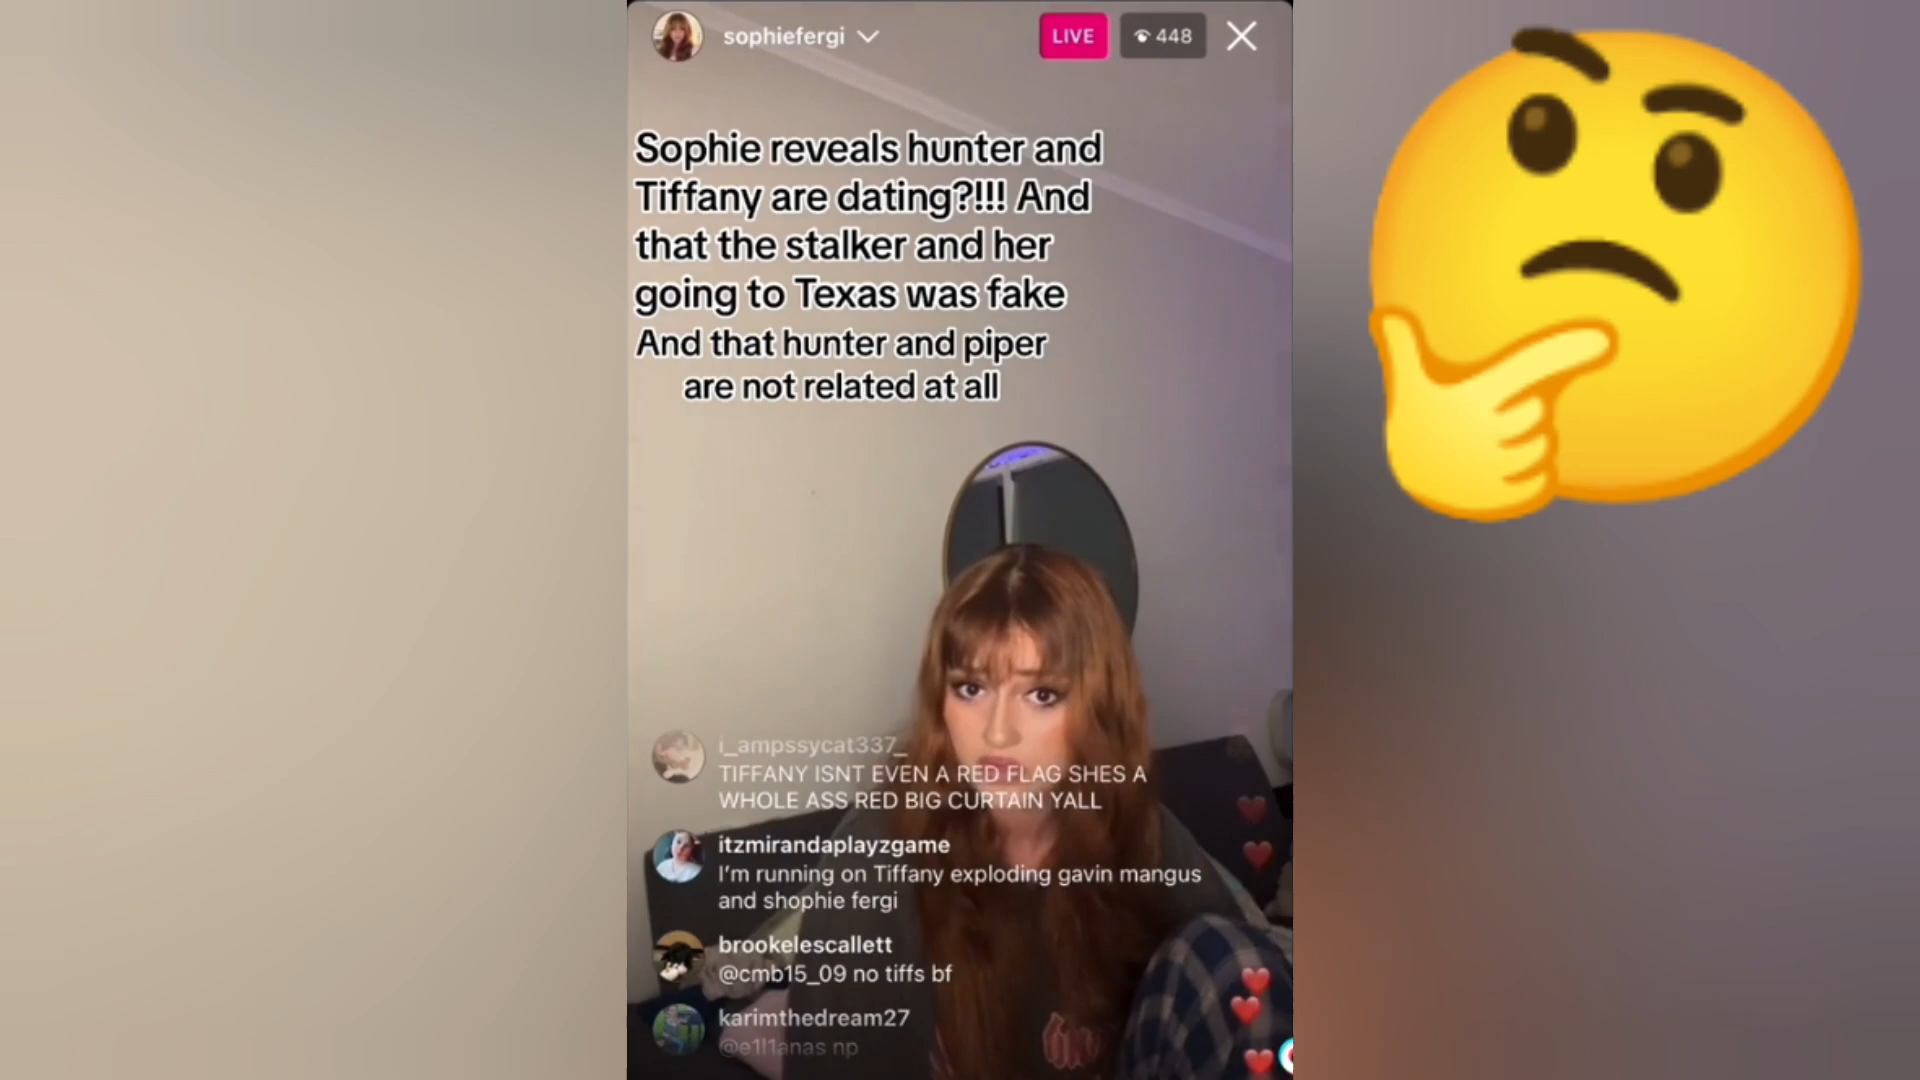 sophiefergi
LIVE
448
Sophie reveals hunter and
Tiffany are dating?!!! And
that the stalker and her
going to Texas was fake
And that hunter and piper
are not related at all
i_ampssycat337_
TIFFANY ISNT EVEN A RED FLAG SHES A
WHOLE ASS RED BIG CURTAIN YALL
itzmirandaplayzgame
I'm running on Tiffany exploding gavin mangus
and shophie fergi
brookelescallett
@cmb15_09 no tiffs bf
karimthedream27
@e1l1anas np